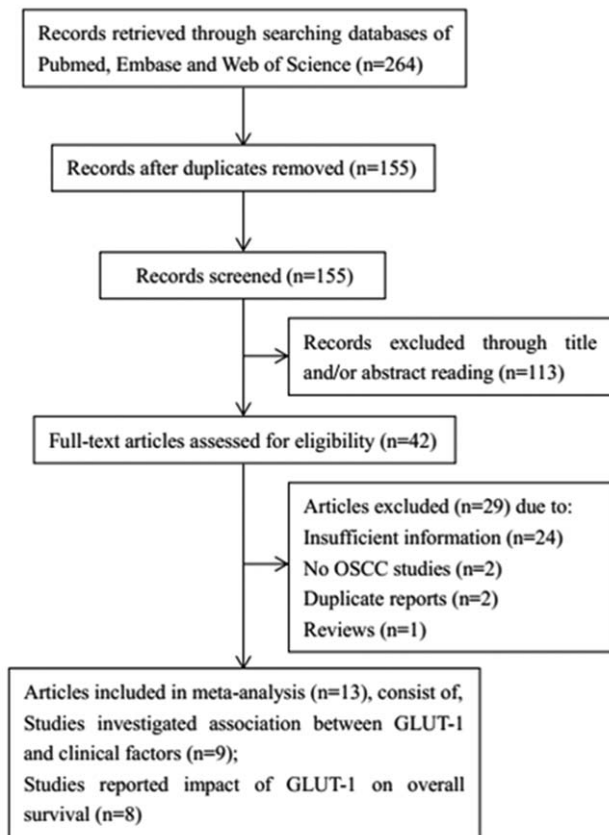 Records retrieved through searching databases of
Pubmed, Embase and Web of Science (n=264)
Records after duplicates removed (n=155)
Records screened (n=155)
Records excluded through title
and/or abstract reading (n=113)
Full-text articles assessed for eligibility (n=42)
Articles excluded (n=29) due to:
Insufficient information (n=24)
No OSCC studies (n=2)
Duplicate reports (n=2)
Reviews (n=1)
Articles included in meta-analysis (n=13), consist of,
Studies investigated association between GLUT-1
and clinical factors (n=9);
Studies reported impact of GLUT-1 on overall
survival (n=8)